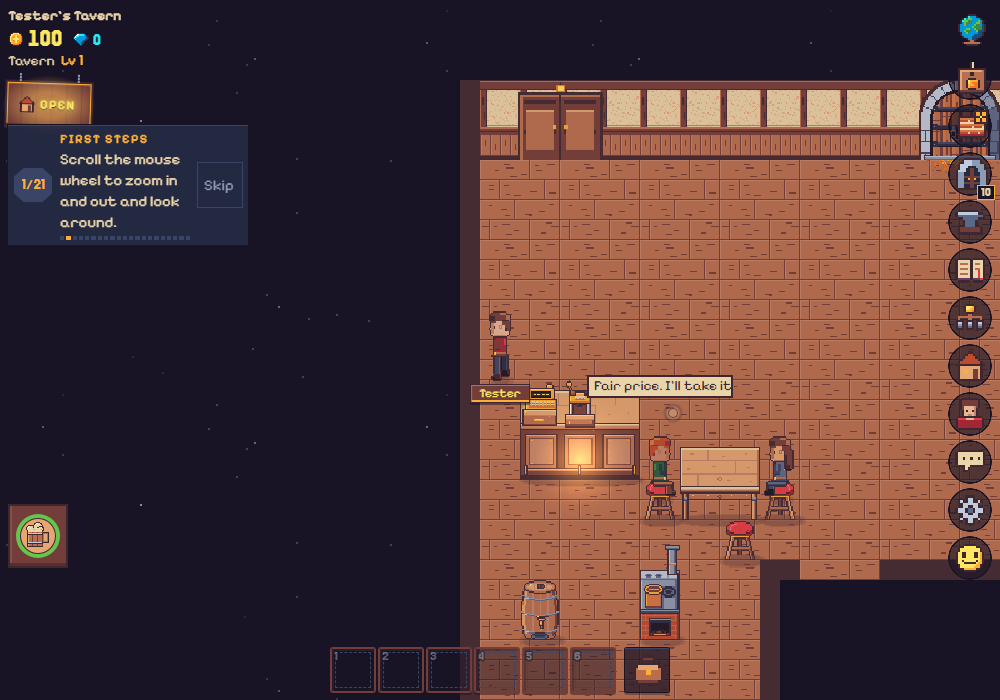 Tester's Tavern
100 0
Tavern Lv 1
OPEN
FIRST STEPS
1/21
Scroll the mouse
wheel to zoom in
and out and look
around.
Skip
10
Fair price. I'll take it
Tester
1 2 3 4 5 6